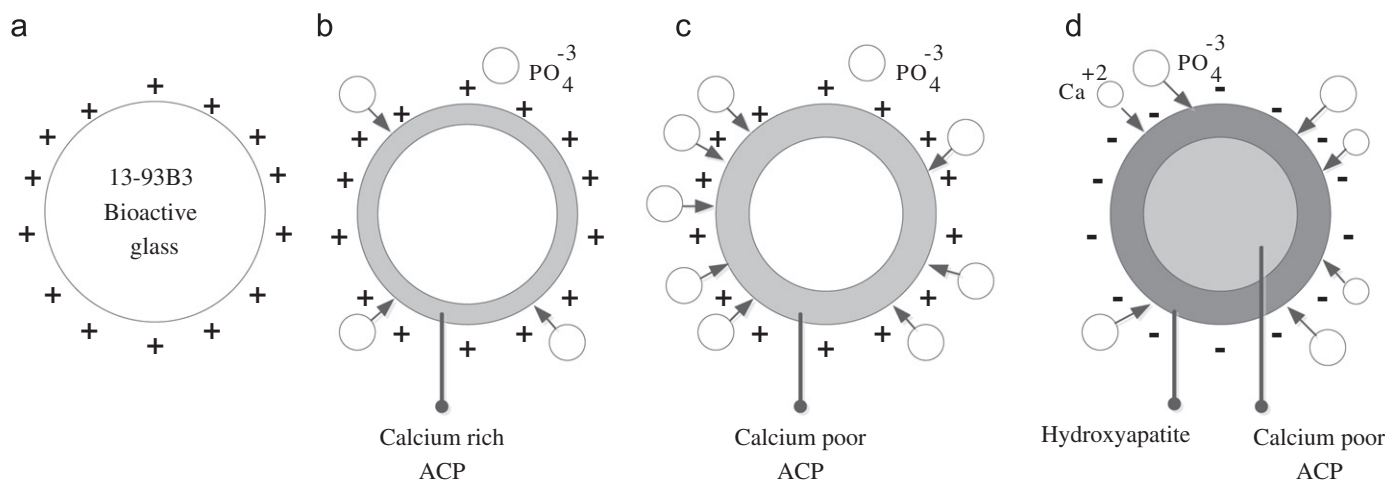 a
13-93B3
Bioactive
glass
b
PO4-3
Calcium rich
ACP
c
PO4-3
Calcium poor
ACP
d
Ca+2
PO4-3
Hydroxyapatite
Calcium poor
ACP